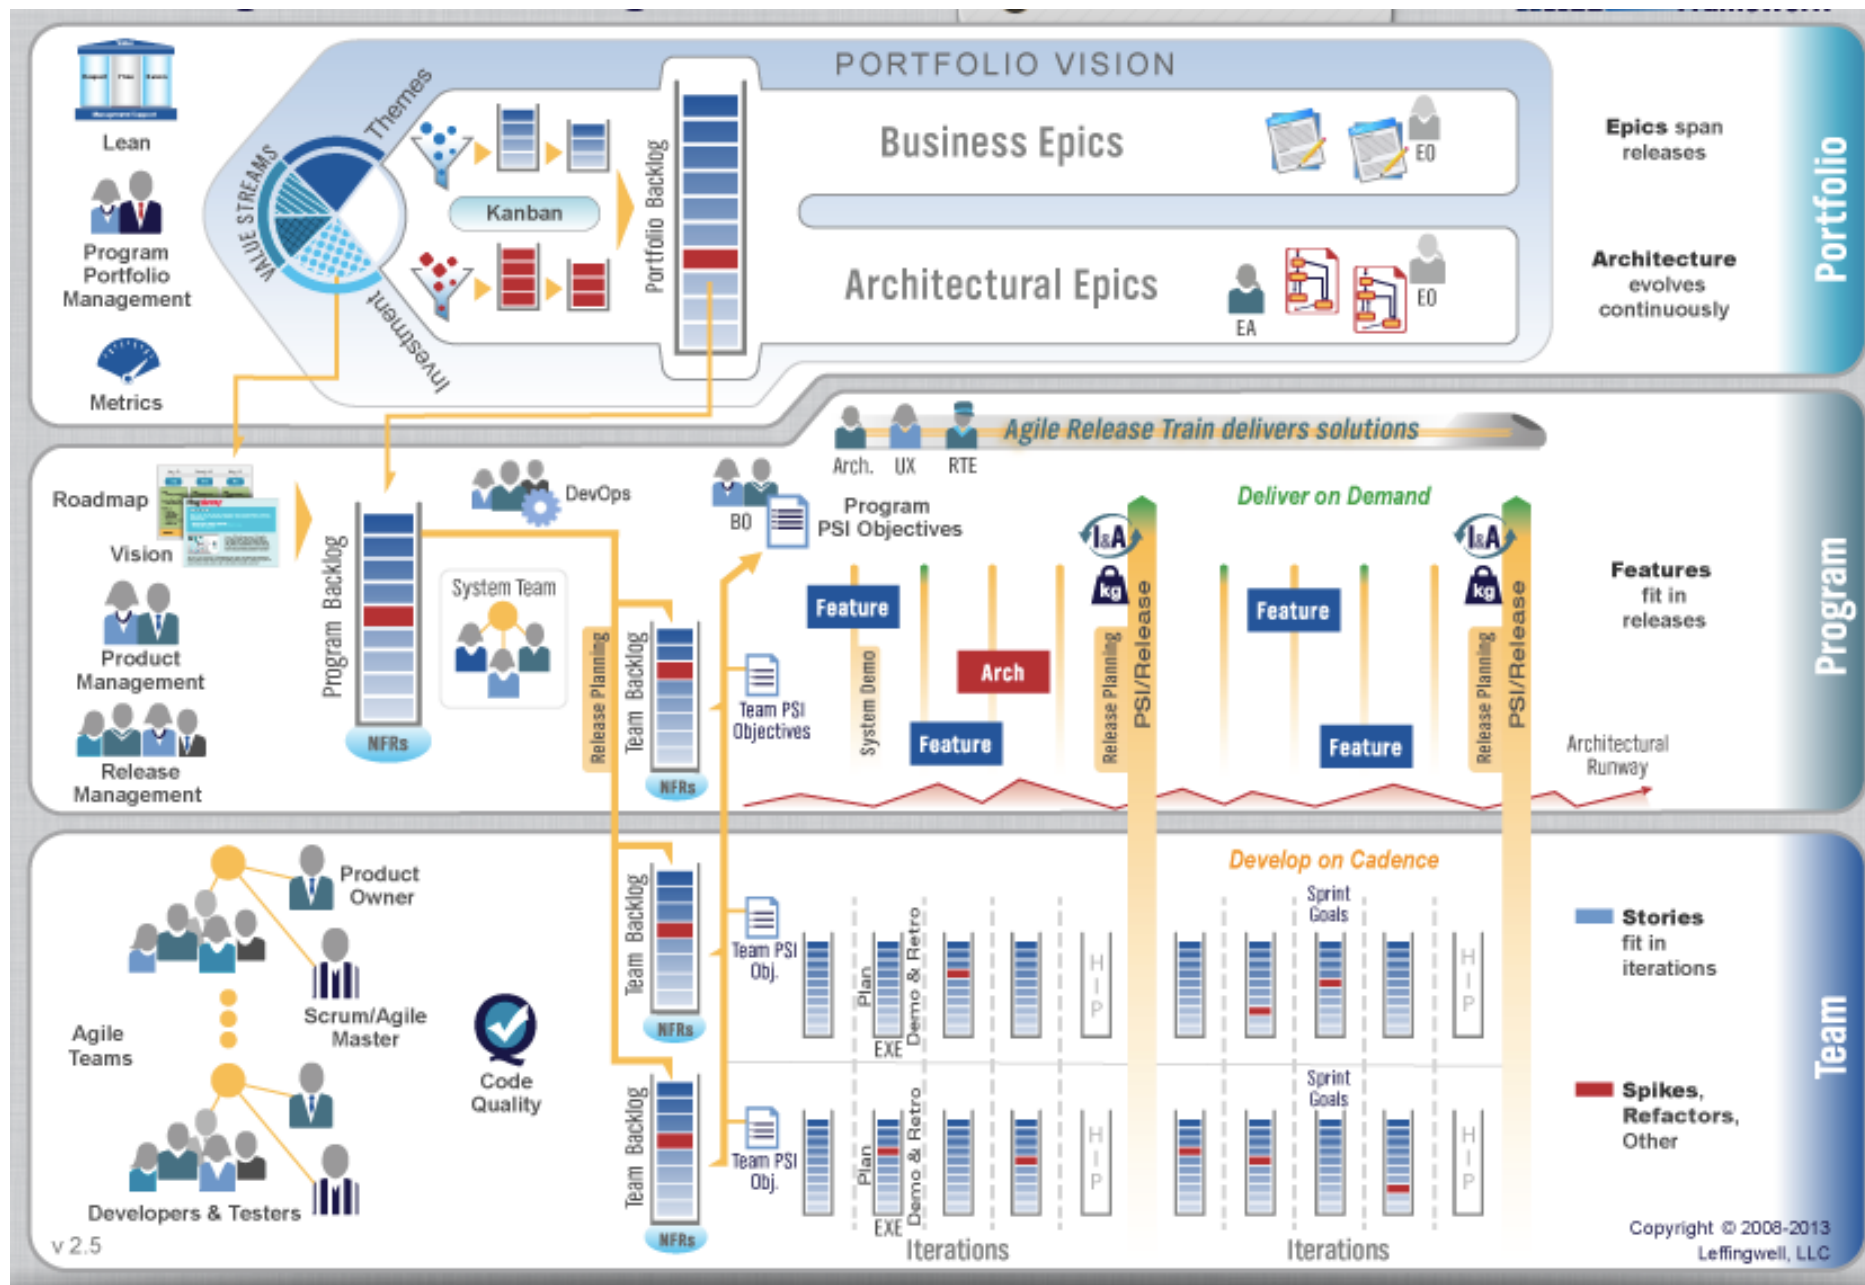 PORTFOLIO VISION
Lean
Program
Portfolio
Management
Metrics
Themes
VALUE STREAMS
Investment
Kanban
Portfolio Backlog
Business Epics
EO
Architectural Epics
EA
EO
Epics span
releases
Architecture
evolves
continuously
Portfolio
Arch.
UX
RTE
Agile Release Train delivers solutions
Roadmap
Vision
Product
Management
Release
Management
Program Backlog
NFRs
DevOps
System Team
Release Planning
Team Backlog
NFRs
BO
Program
PSI Objectives
Team PSI
Objectives
Deliver on Demand
Feature
System Demo
Feature
Arch
I&A
kg
Release Planning
PSI/Release
Feature
Feature
I&A
kg
Release Planning
PSI/Release
Features
fit in
releases
Architectural
Runway
Program
Product
Owner
Scrum/Agile
Master
Agile
Teams
Developers & Testers
v 2.5
Code
Quality
Team Backlog
NFRs
Team PSI
Obj.
Plan
EXE
Demo & Retro
HIP
Develop on Cadence
Sprint
Goals
HIP
Team Backlog
NFRs
Team PSI
Obj.
Plan
EXE
Demo & Retro
HIP
Sprint
Goals
HIP
Iterations
Iterations
Stories
fit in
iterations
Spikes,
Refactors,
Other
Team
Copyright © 2008-2013
Leffingwell, LLC